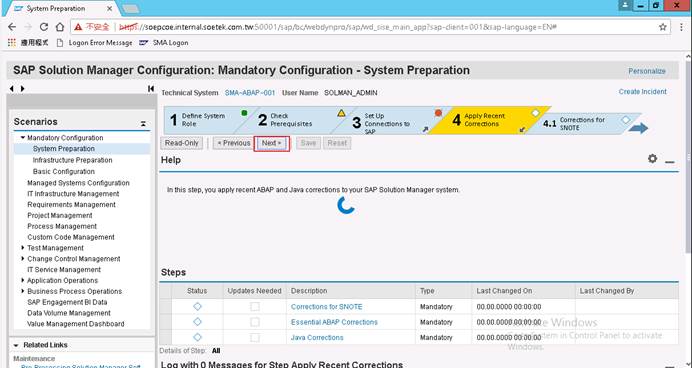 System Preparation
不安全
https://soepcoe.internal.soetek.com.tw:50001/sap/bc/webdynpro/sap/wd_sise_main_app?sap-client=001&sap-language=EN#
應用程式 Logon Error Message SMA Logon
SAP Solution Manager Configuration: Mandatory Configuration - System Preparation
Personalize
Technical System SMA-ABAP-001 User Name SOLMAN_ADMIN
Create Incident
1 Define System Role
2 Check Prerequisites
3 Set Up Connections to SAP
4 Apply Recent Corrections
4.1 Corrections for SNOTE
Read-Only
< Previous
Next >
Save
Reset
Scenarios
Mandatory Configuration
System Preparation
Infrastructure Preparation
Basic Configuration
Managed Systems Configuration
IT Infrastructure Management
Requirements Management
Project Management
Process Management
Custom Code Management
Test Management
Change Control Management
IT Service Management
Application Operations
Business Process Operations
SAP Engagement BI Data
Data Volume Management
Value Management Dashboard
Related Links
Maintenance
Pre-Processing Solution Manager Soft
Help
In this step, you apply recent ABAP and Java corrections to your SAP Solution Manager system.
Steps
Status Updates Needed Description Type Last Changed On Last Changed By
Corrections for SNOTE Mandatory 00.00.0000 00:00:00
Essential ABAP Corrections Mandatory 00.00.0000 00:00:00
Java Corrections Mandatory 00.00.0000 00:00:00
Details of Step: All
Log with 0 Messages for Step Apply Recent Corrections
Windows
System in Control Panel to activate
Windows.